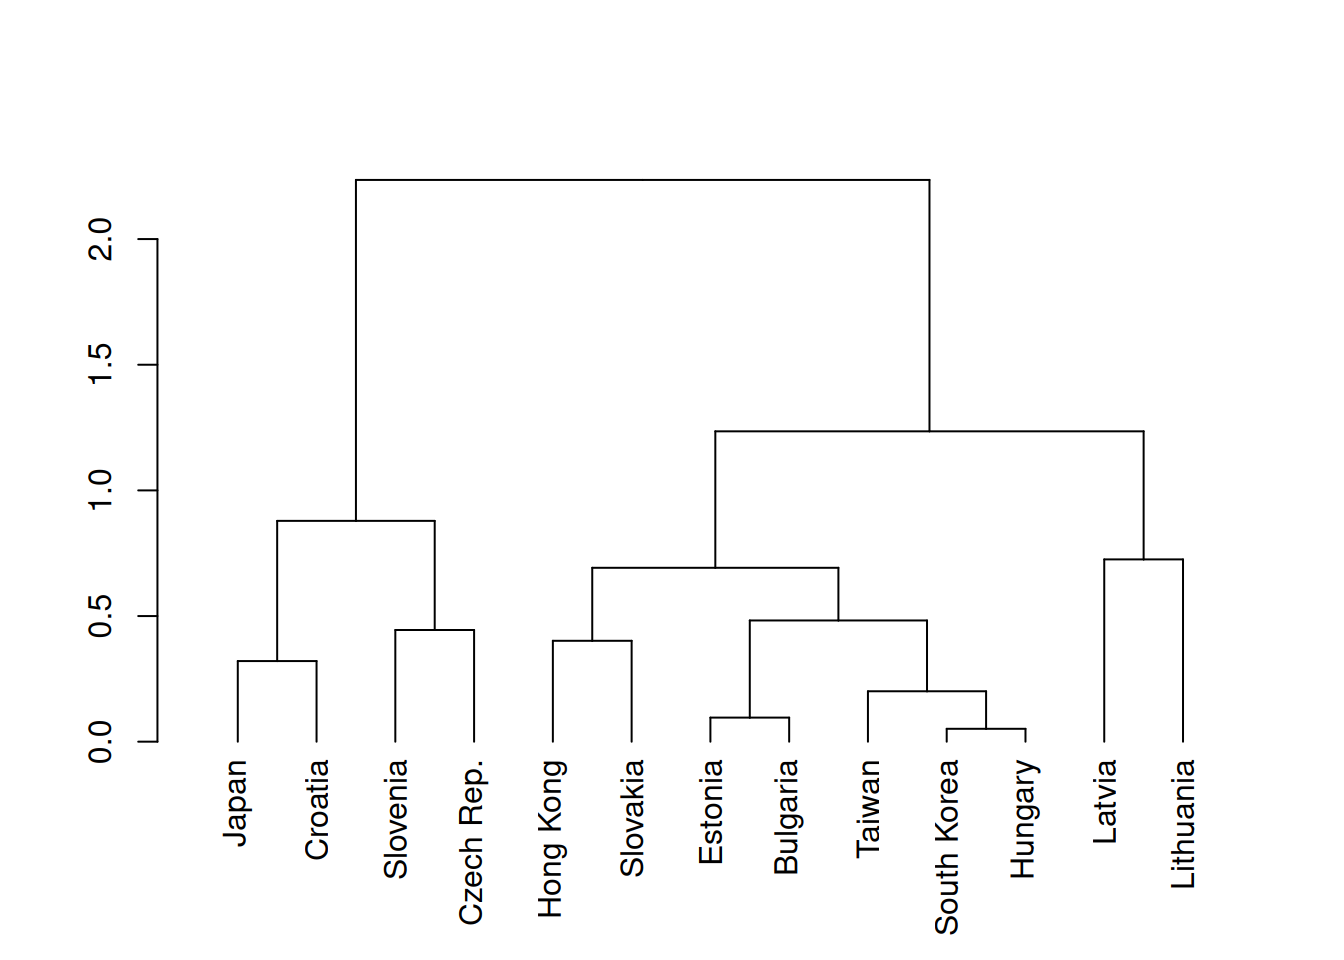 2.0
1.5
1.0
0.5
0.0
Japan
Croatia
Slovenia
Czech Rep.
Hong Kong
Slovakia
Estonia
Bulgaria
Taiwan
South Korea
Hungary
Latvia
Lithuania